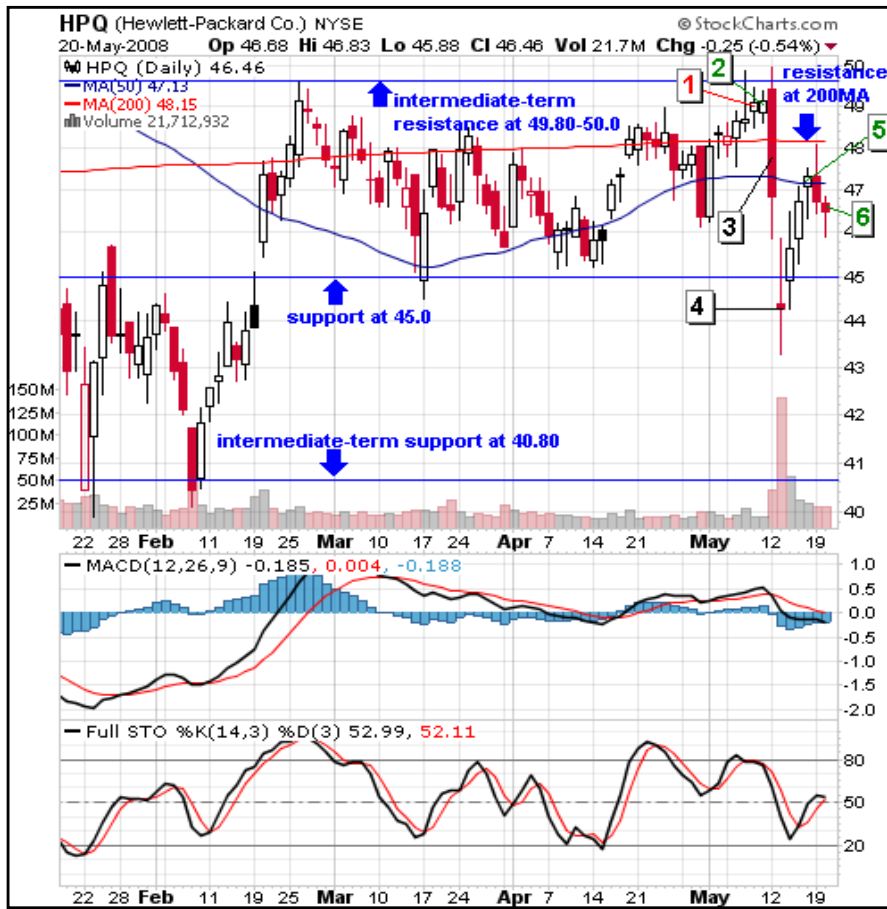 HPQ (Hewlett-Packard Co.) NYSE © StockCharts.com
20-May-2008 Op 46.68 Hi 46.83 Lo 45.88 Cl 46.46 Vol 21.7M Chg -0.25 (-0.54%)
HPQ (Daily) 46.46
MA(50) 47.13
MA(200) 48.15
Volume 21,712,932
intermediate-term
resistance at 49.80-50.0
resistance
at 200MA
1
2
3
4
5
6
support at 45.0
intermediate-term support at 40.80
50
49
48
47
45
44
43
42
41
40
150M
125M
100M
75M
50M
25M
22 28 Feb 11 19 25 Mar 10 17 24 Apr 7 14 21 May 12 19
MACD(12,26,9) -0.185, 0.004, -0.188
1.0
0.5
0.0
-0.5
-1.0
-1.5
-2.0
Full STO %K(14,3) %D(3) 52.99, 52.11
80
50
20
22 28 Feb 11 19 25 Mar 10 17 24 Apr 7 14 21 May 12 19